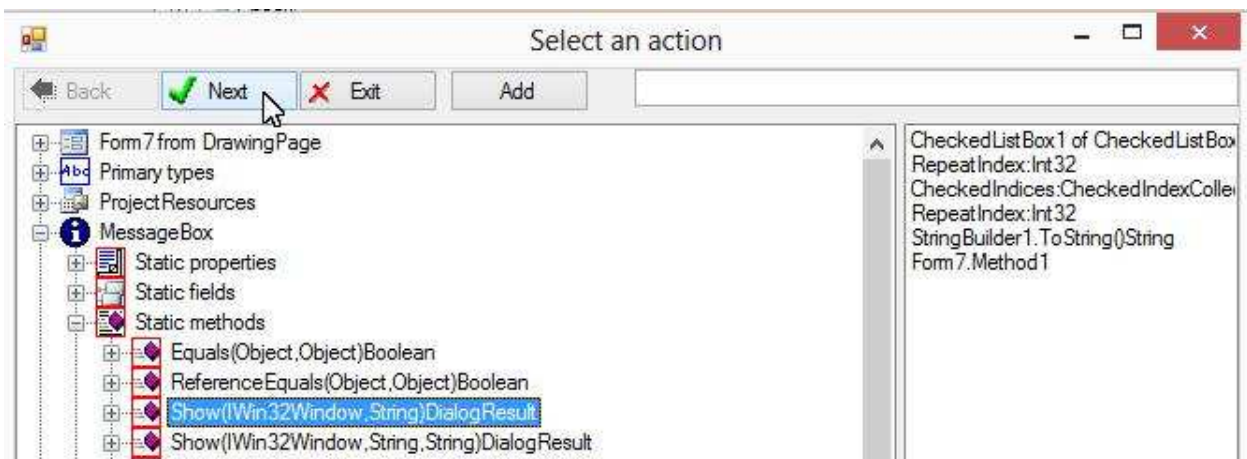 Select an action
Back Next Exit Add
Form7 from DrawingPage
Abc Primary types
ProjectResources
MessageBox
Static properties
Static fields
Static methods
Equals(Object,Object)Boolean
ReferenceEquals(Object,Object)Boolean
Show(IWin32Window,String)DialogResult
Show(IWin32Window,String,String)DialogResult
CheckedListBox1 of CheckedListBox
RepeatIndex:Int32
CheckedIndices:CheckedIndexColle
RepeatIndex:Int32
StringBuilder1.ToString()String
Form7.Method1